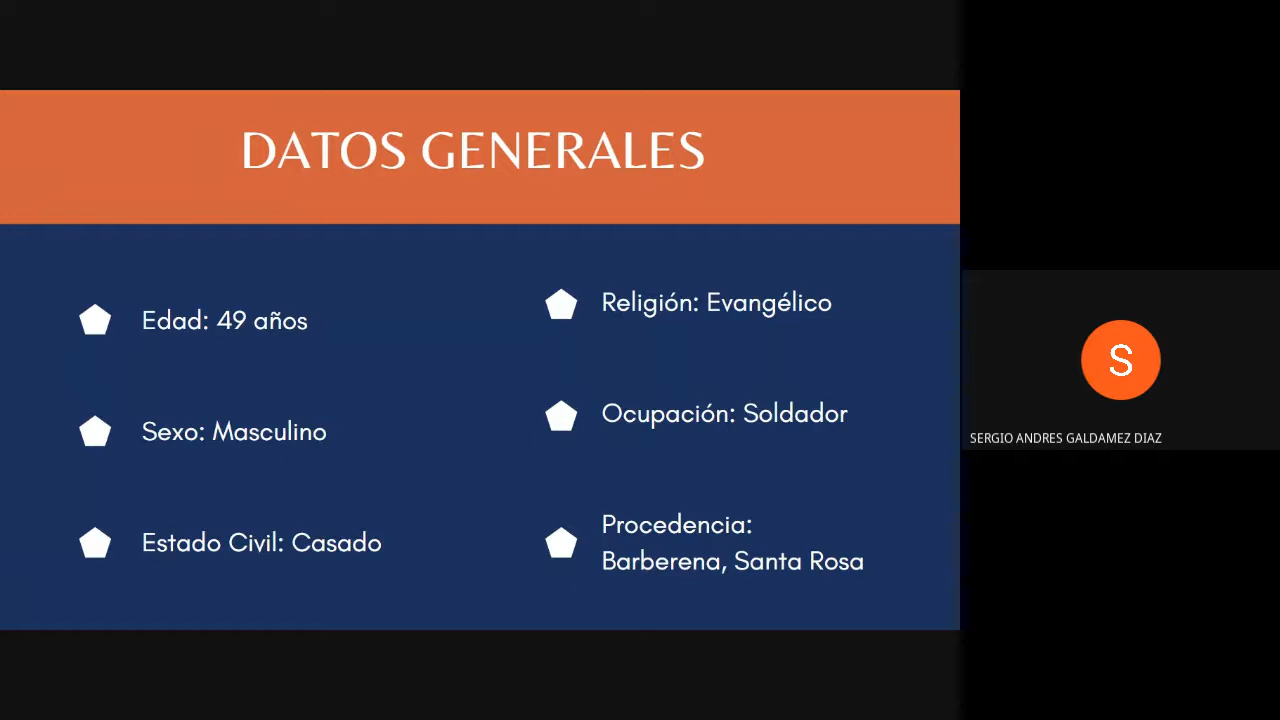 DATOS GENERALES
Edad: 49 años
Sexo: Masculino
Estado Civil: Casado
Religión: Evangélico
Ocupación: Soldador
Procedencia:
Barberena, Santa Rosa
S
SERGIO ANDRES GALDAMEZ DIAZ